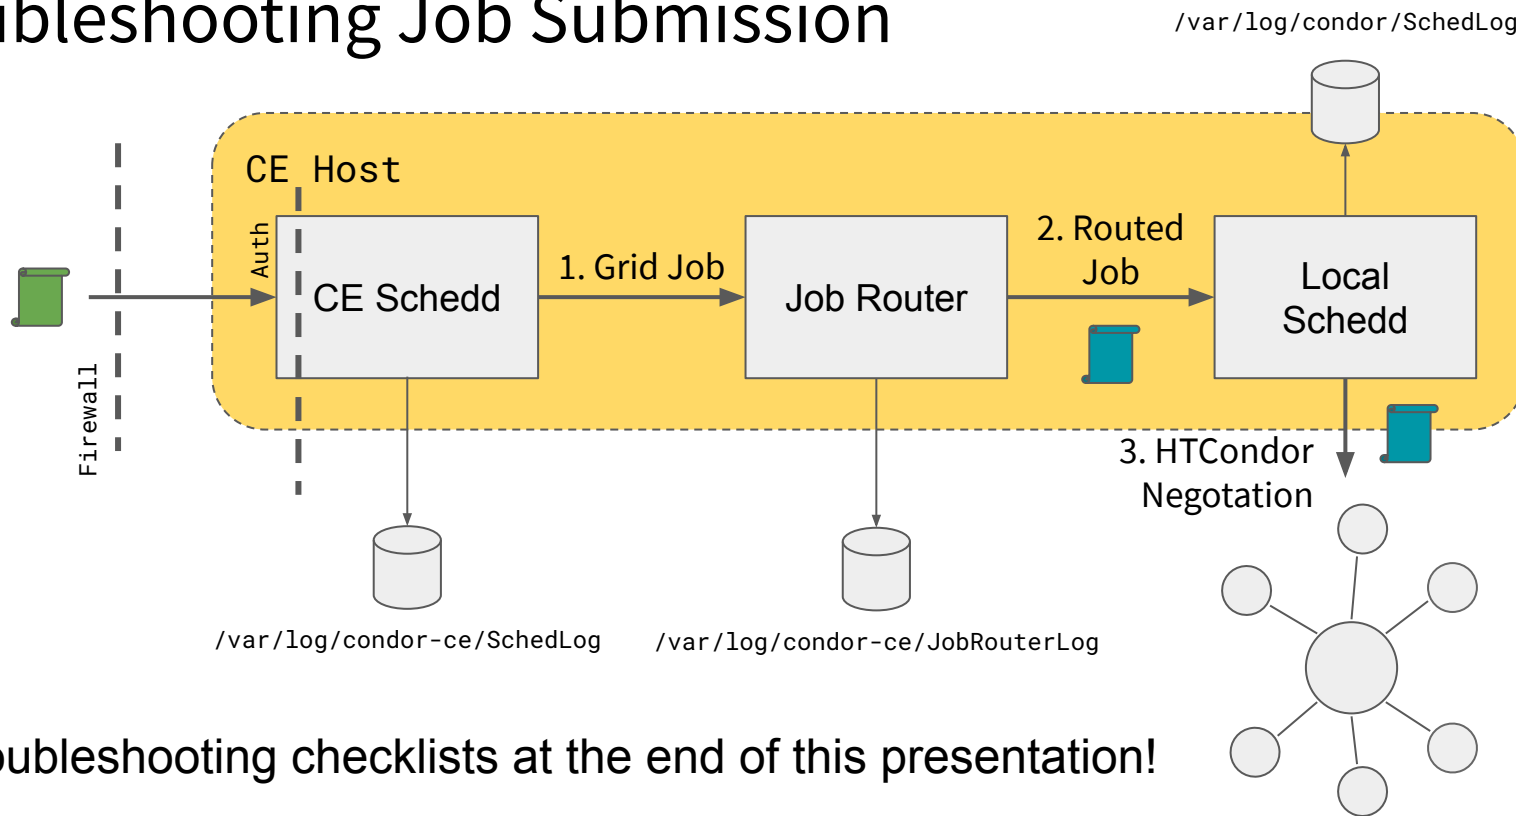 ubleshooting Job Submission
/var/log/condor/SchedLog
CE Host
Auth
Firewall
CE Schedd
1. Grid Job
Job Router
2. Routed
Job
Local
Schedd
3. HTCondor
Negotation
/var/log/condor-ce/SchedLog
/var/log/condor-ce/JobRouterLog
oubleshooting checklists at the end of this presentation!